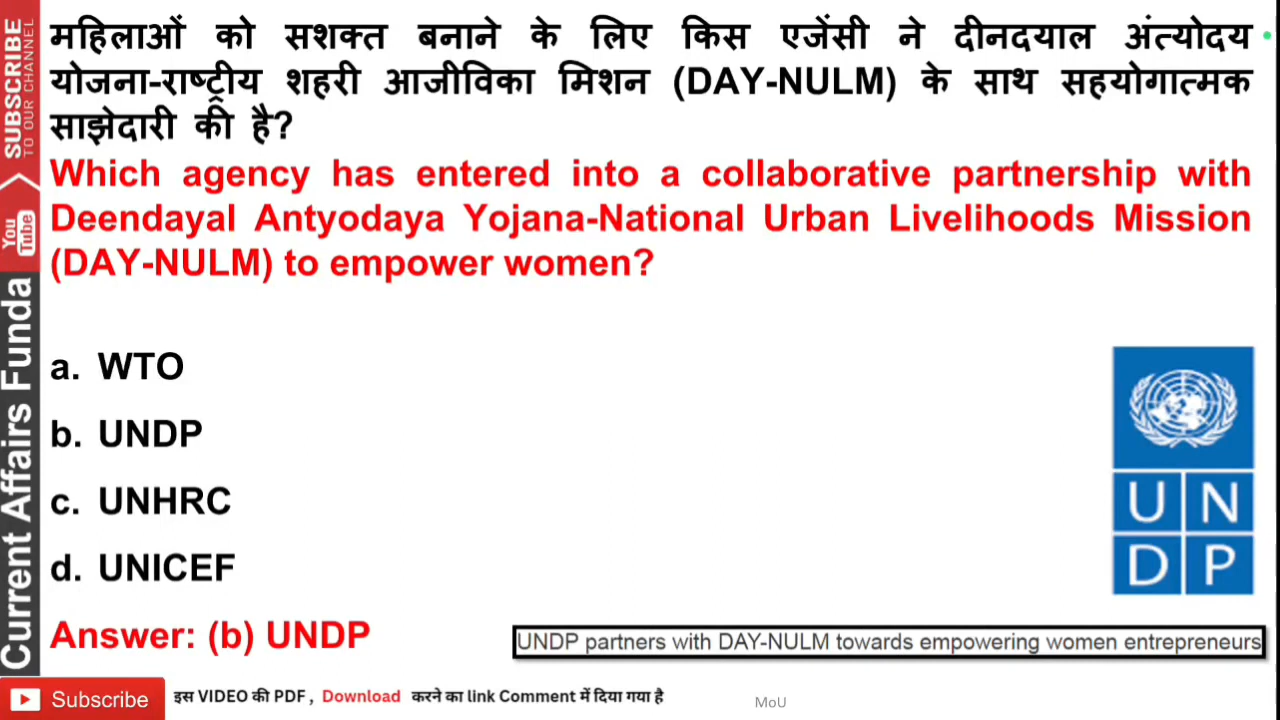 महिलाओं को सशक्त बनाने के लिए किस एजेंसी ने दीनदयाल अंत्योदय
योजना-राष्ट्रीय शहरी आजीविका मिशन (DAY-NULM) के साथ सहयोगात्मक
साझेदारी की है?
Which agency has entered into a collaborative partnership with
Deendayal Antyodaya Yojana-National Urban Livelihoods Mission
(DAY-NULM) to empower women?
a. WTO
b. UNDP
c. UNHRC
d. UNICEF
Answer: (b) UNDP
UN
DP
UNDP partners with DAY-NULM towards empowering women entrepreneurs
SUBSCRIBE
TO OUR CHANNEL
You
Tube
Current Affairs Funda
Subscribe
इस VIDEO की PDF , Download करने का link Comment में दिया गया है
MoU